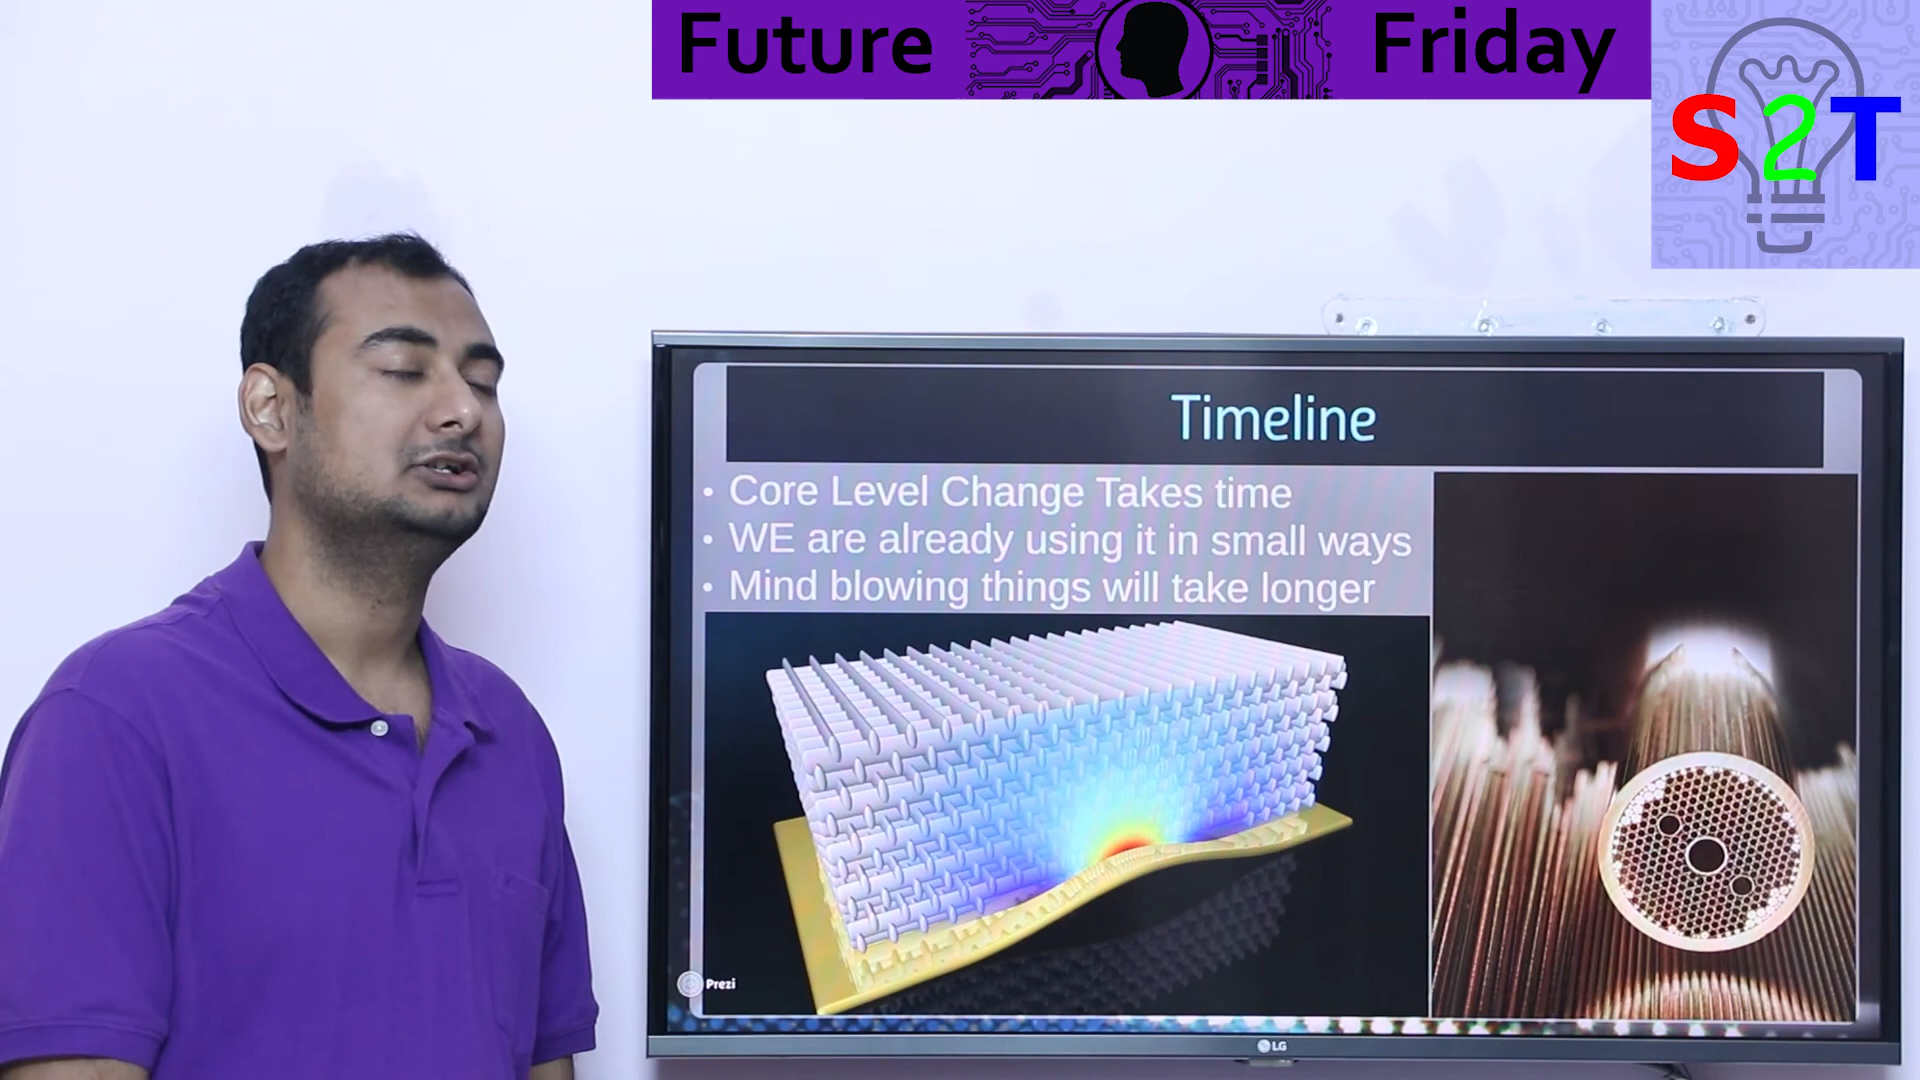 Future Friday
S2T
Timeline
• Core Level Change Takes time
• WE are already using it in small ways
• Mind blowing things will take longer
Prezi
LG